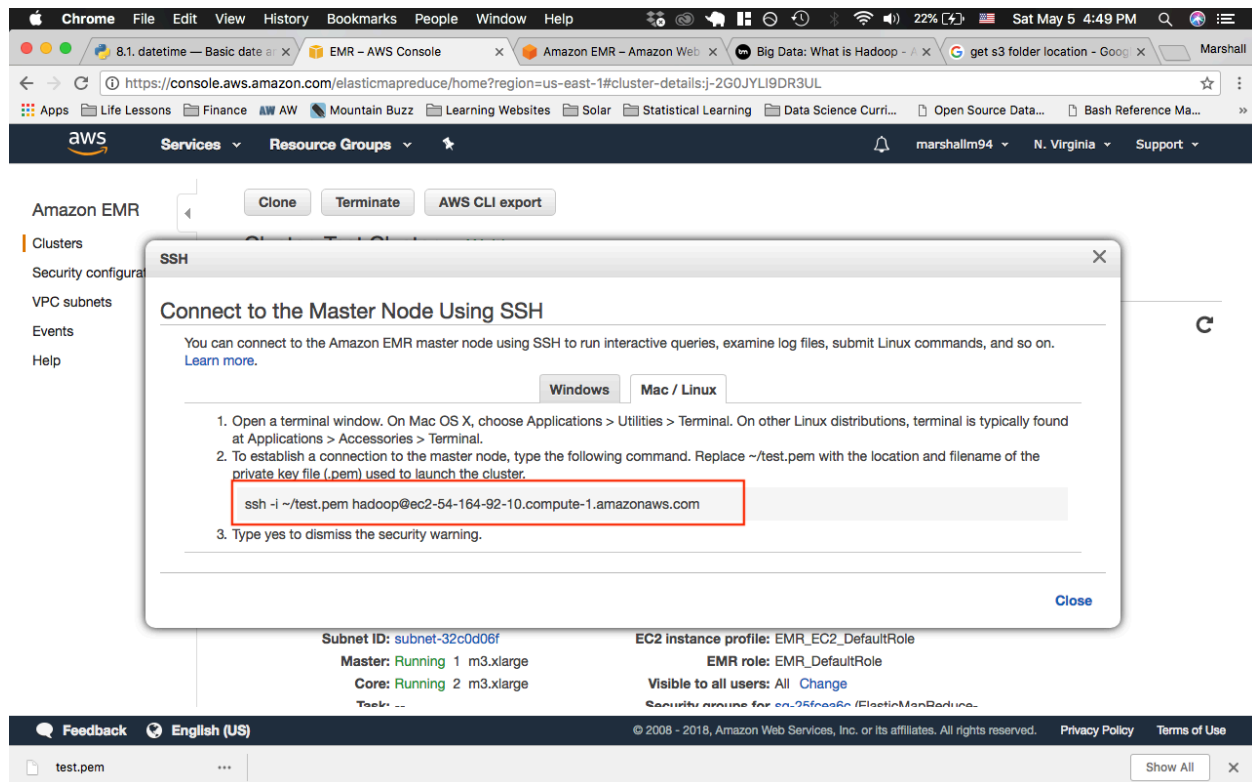 Chrome File Edit View History Bookmarks People Window Help 22% Sat May 5 4:49 PM
8.1. datetime — Basic date a
EMR – AWS Console
Amazon EMR – Amazon Web
Big Data: What is Hadoop -
get s3 folder location - Goog
Marshall
https://console.aws.amazon.com/elasticmapreduce/home?region=us-east-1#cluster-details:j-2G0JYLI9DR3UL
Apps Life Lessons Finance AW AW Mountain Buzz Learning Websites Solar Statistical Learning Data Science Curri... Open Source Data... Bash Reference Ma... »
aws Services Resource Groups marshallm94 N. Virginia Support
Amazon EMR
Clone Terminate AWS CLI export
Clusters
Security configura
VPC subnets
Events
Help
SSH
Connect to the Master Node Using SSH
You can connect to the Amazon EMR master node using SSH to run interactive queries, examine log files, submit Linux commands, and so on.
Learn more.
Windows Mac / Linux
1. Open a terminal window. On Mac OS X, choose Applications > Utilities > Terminal. On other Linux distributions, terminal is typically found
at Applications > Accessories > Terminal.
2. To establish a connection to the master node, type the following command. Replace ~/test.pem with the location and filename of the
private key file (.pem) used to launch the cluster.
ssh -i ~/test.pem hadoop@ec2-54-164-92-10.compute-1.amazonaws.com
3. Type yes to dismiss the security warning.
Close
Subnet ID: subnet-32c0d06f EC2 instance profile: EMR_EC2_DefaultRole
Master: Running 1 m3.xlarge EMR role: EMR_DefaultRole
Core: Running 2 m3.xlarge Visible to all users: All Change
Task: -- Security groups for sg-25fcea6c (ElasticMapReduce-
Feedback English (US) © 2008 - 2018, Amazon Web Services, Inc. or its affiliates. All rights reserved. Privacy Policy Terms of Use
test.pem ... Show All